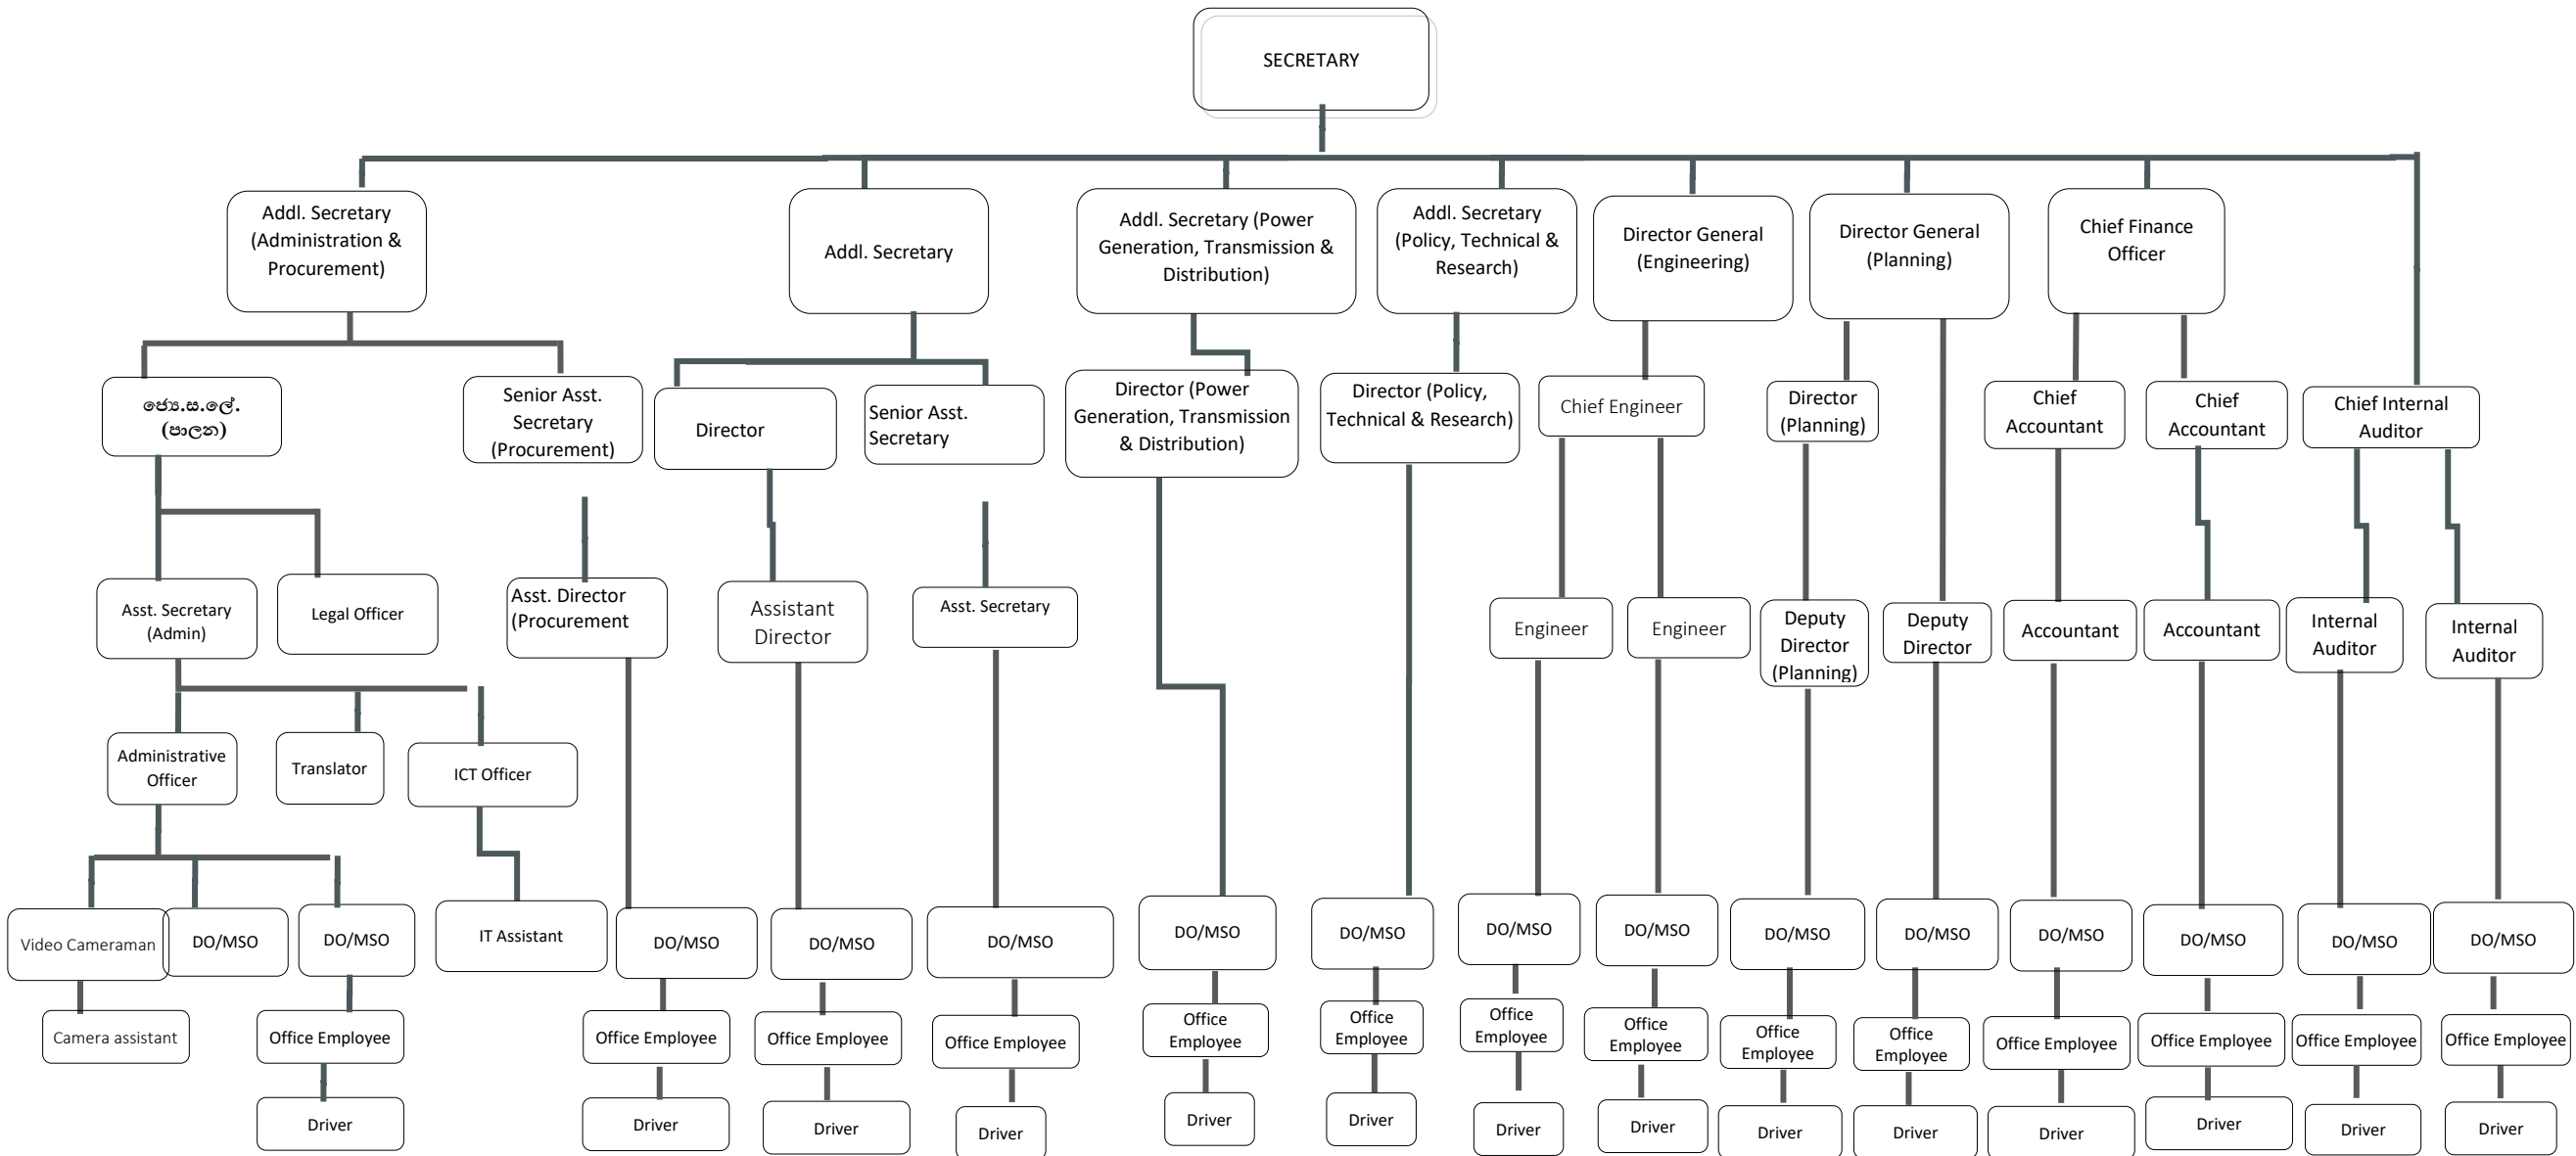 SECRETARY
Addl. Secretary
(Administration &
Procurement)
Addl. Secretary
Addl. Secretary (Power
Generation, Transmission &
Distribution)
Addl. Secretary
(Policy, Technical &
Research)
Director General
(Engineering)
Director General
(Planning)
Chief Finance
Officer
ජ්‍යෙ.ස.ලේ.
(පාලන)
Senior Asst.
Secretary
(Procurement)
Director
Senior Asst.
Secretary
Director (Power
Generation, Transmission
& Distribution)
Director (Policy,
Technical & Research)
Chief Engineer
Director
(Planning)
Chief
Accountant
Chief
Accountant
Chief Internal
Auditor
Asst. Secretary
(Admin)
Legal Officer
Asst. Director
(Procurement
Assistant
Director
Asst. Secretary
Engineer
Engineer
Deputy
Director
(Planning)
Deputy
Director
Accountant
Accountant
Internal
Auditor
Internal
Auditor
Administrative
Officer
Translator
ICT Officer
Video Cameraman
DO/MSO
DO/MSO
IT Assistant
DO/MSO
DO/MSO
DO/MSO
DO/MSO
DO/MSO
DO/MSO
DO/MSO
DO/MSO
DO/MSO
DO/MSO
DO/MSO
DO/MSO
DO/MSO
Camera assistant
Office Employee
Office Employee
Office Employee
Office Employee
Office
Employee
Office
Employee
Office
Employee
Office
Employee
Office
Employee
Office
Employee
Office Employee
Office Employee
Office Employee
Office Employee
Driver
Driver
Driver
Driver
Driver
Driver
Driver
Driver
Driver
Driver
Driver
Driver
Driver
Driver